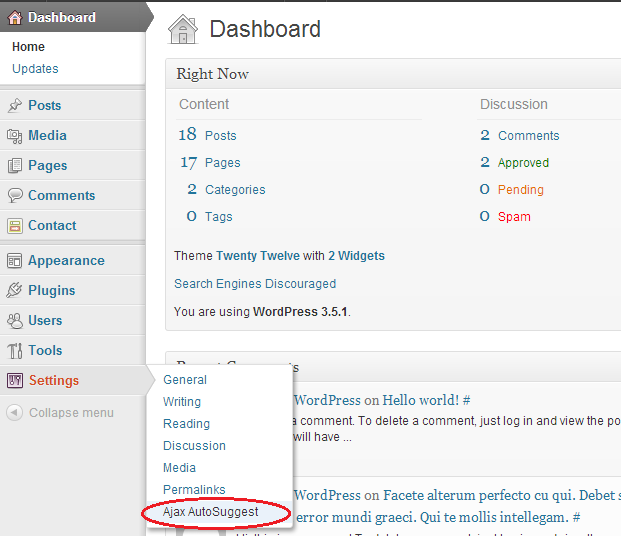 Dashboard
Home
Updates
Posts
Media
Pages
Comments
Contact
Appearance
Plugins
Users
Tools
Settings
Collapse menu
Dashboard
Right Now
Content
Discussion
18 Posts
2 Comments
17 Pages
2 Approved
2 Categories
0 Pending
0 Tags
0 Spam
Theme Twenty Twelve with 2 Widgets
Search Engines Discouraged
You are using WordPress 3.5.1.
General
Writing
Reading
Discussion
Media
Permalinks
Ajax AutoSuggest
WordPress on Hello world! #
a comment. To delete a comment, just log in and view the po
will have ...
WordPress on Facete alterum perfecto cu qui. Debet s
error mundi graeci. Qui te mollis intellegam. #